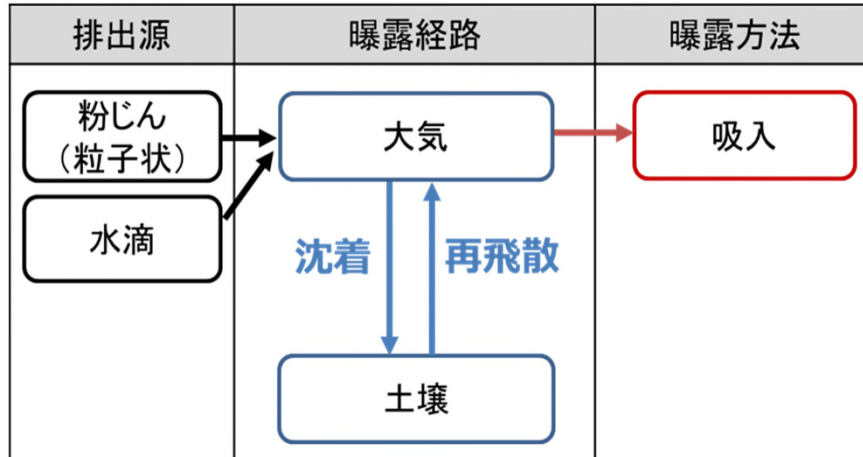 排出源
曝露経路
曝露方法
粉じん
（粒子状）
大気
吸入
水滴
沈着
再飛散
土壌